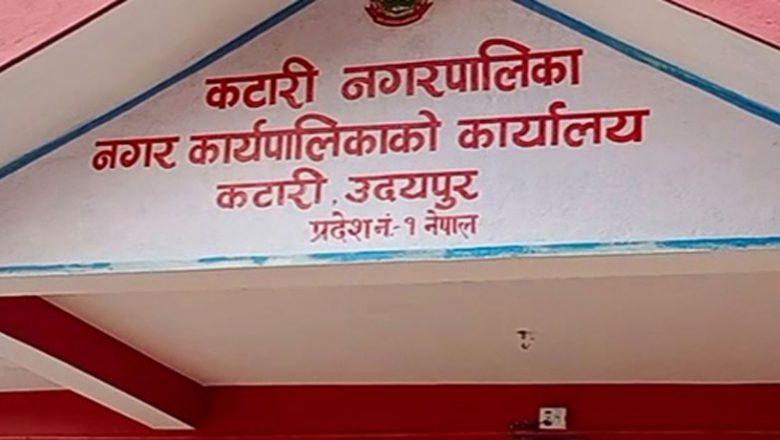 कटारी नगरपालिका
नगर कार्यपालिकाको कार्यालय
कटारी, उदयपुर
प्रदेश नं.- १ नेपाल